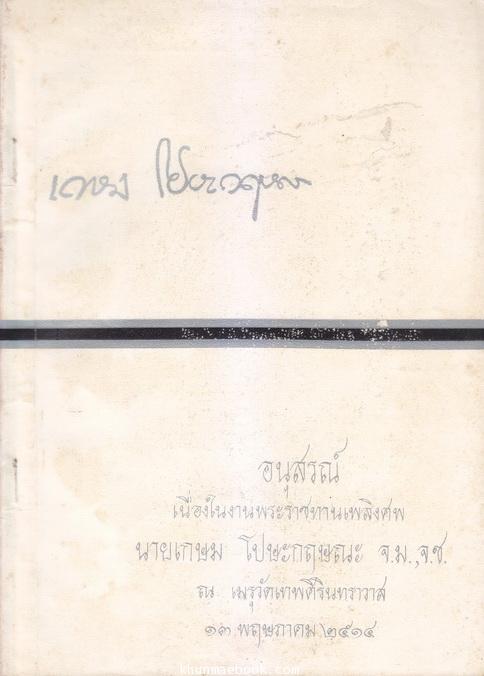 เกษม โปษะกฤษณะ
อนุสรณ์
เนื่องในงานพระราชทานเพลิงศพ
นายเกษม โปษะกฤษณะ จ.ม.,จ.ช.
ณ เมรุวัดเทพศิรินทราวาส
๑๓ พฤษภาคม ๒๕๑๔
khunmaebook.com